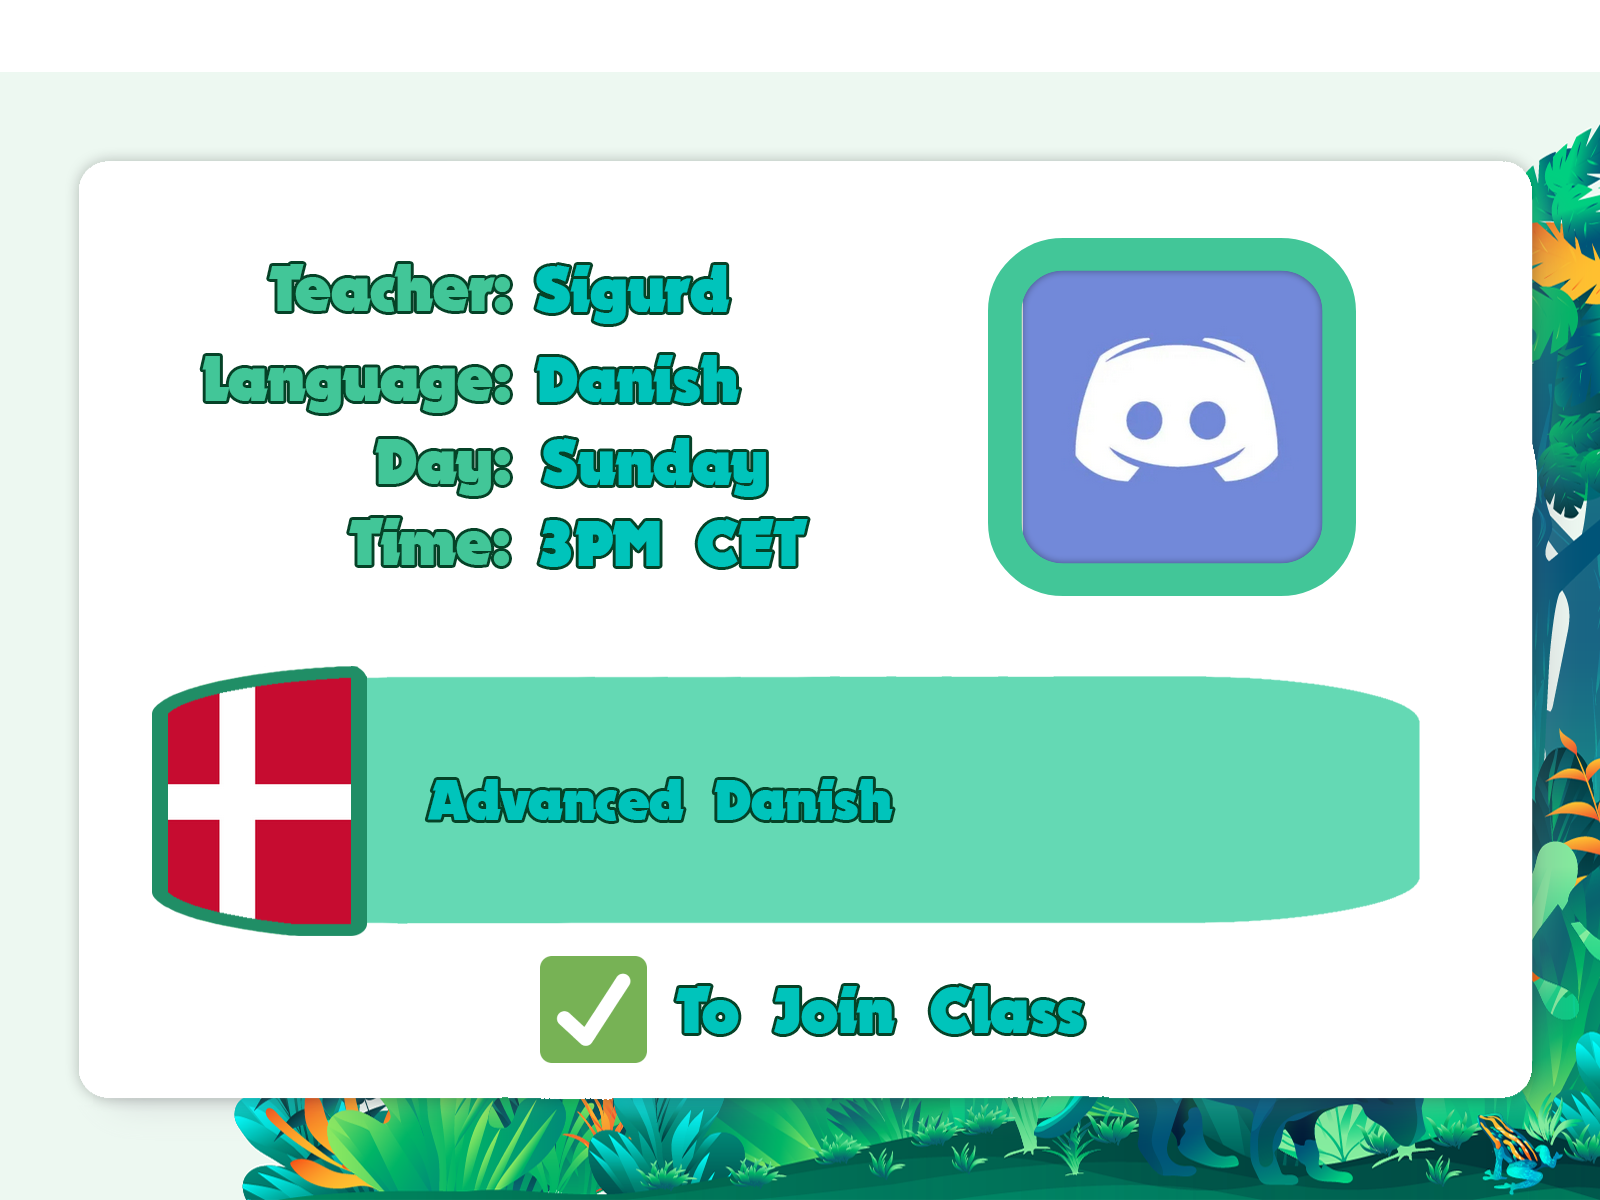 Teacher: Sigurd
Language: Danish
Day: Sunday
Time: 3PM CET
Advanced Danish
To Join Class